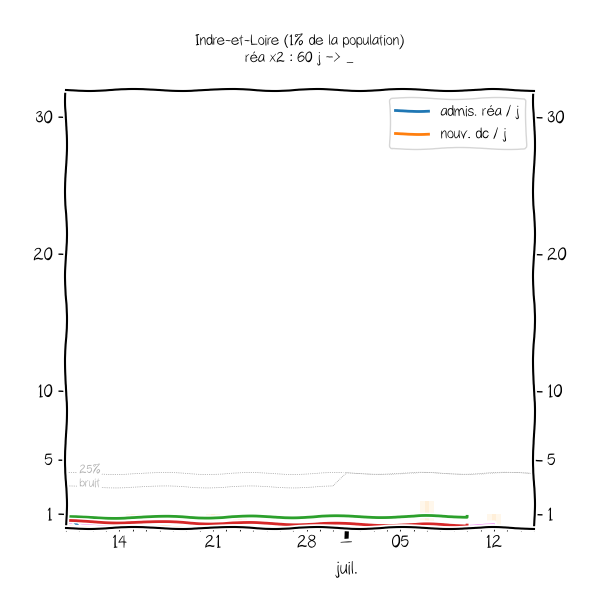 Indre-et-Loire (1% de la population)
réa x2 : 60 j -> _
30
30
admis. réa / j
nouv. dc / j
20
20
10
10
5
5
25%
bruit
1
1
14
21
28
_
05
12
juil.